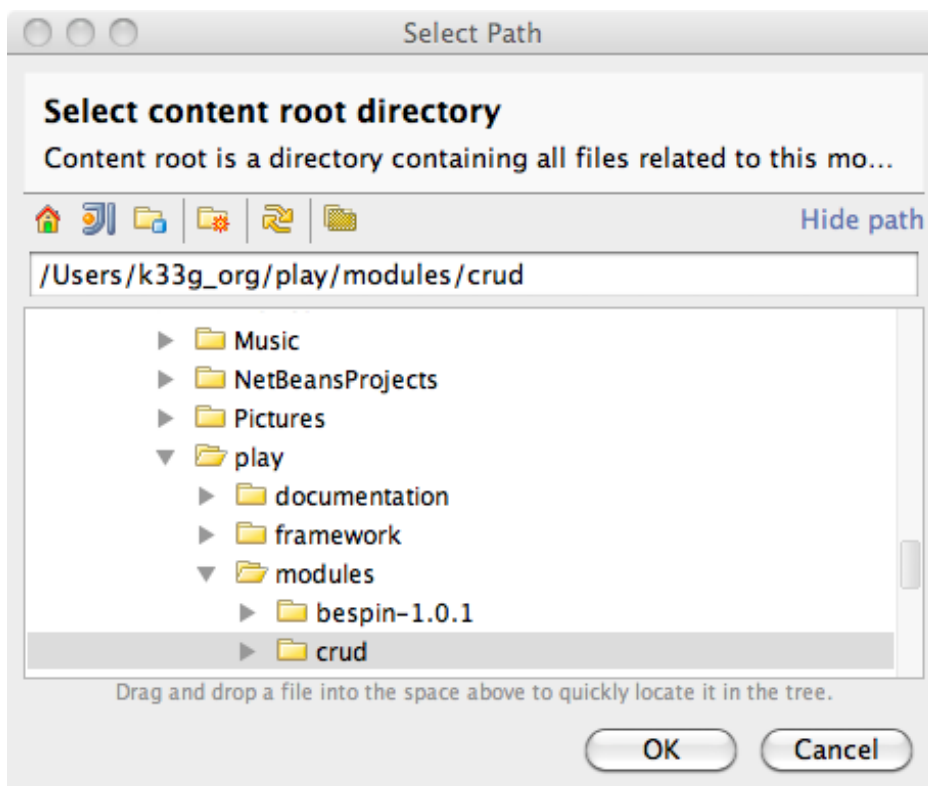 Select Path
Select content root directory
Content root is a directory containing all files related to this mo...
Hide path
/Users/k33g_org/play/modules/crud
Music
NetBeansProjects
Pictures
play
documentation
framework
modules
bespin-1.0.1
crud
Drag and drop a file into the space above to quickly locate it in the tree.
OK Cancel